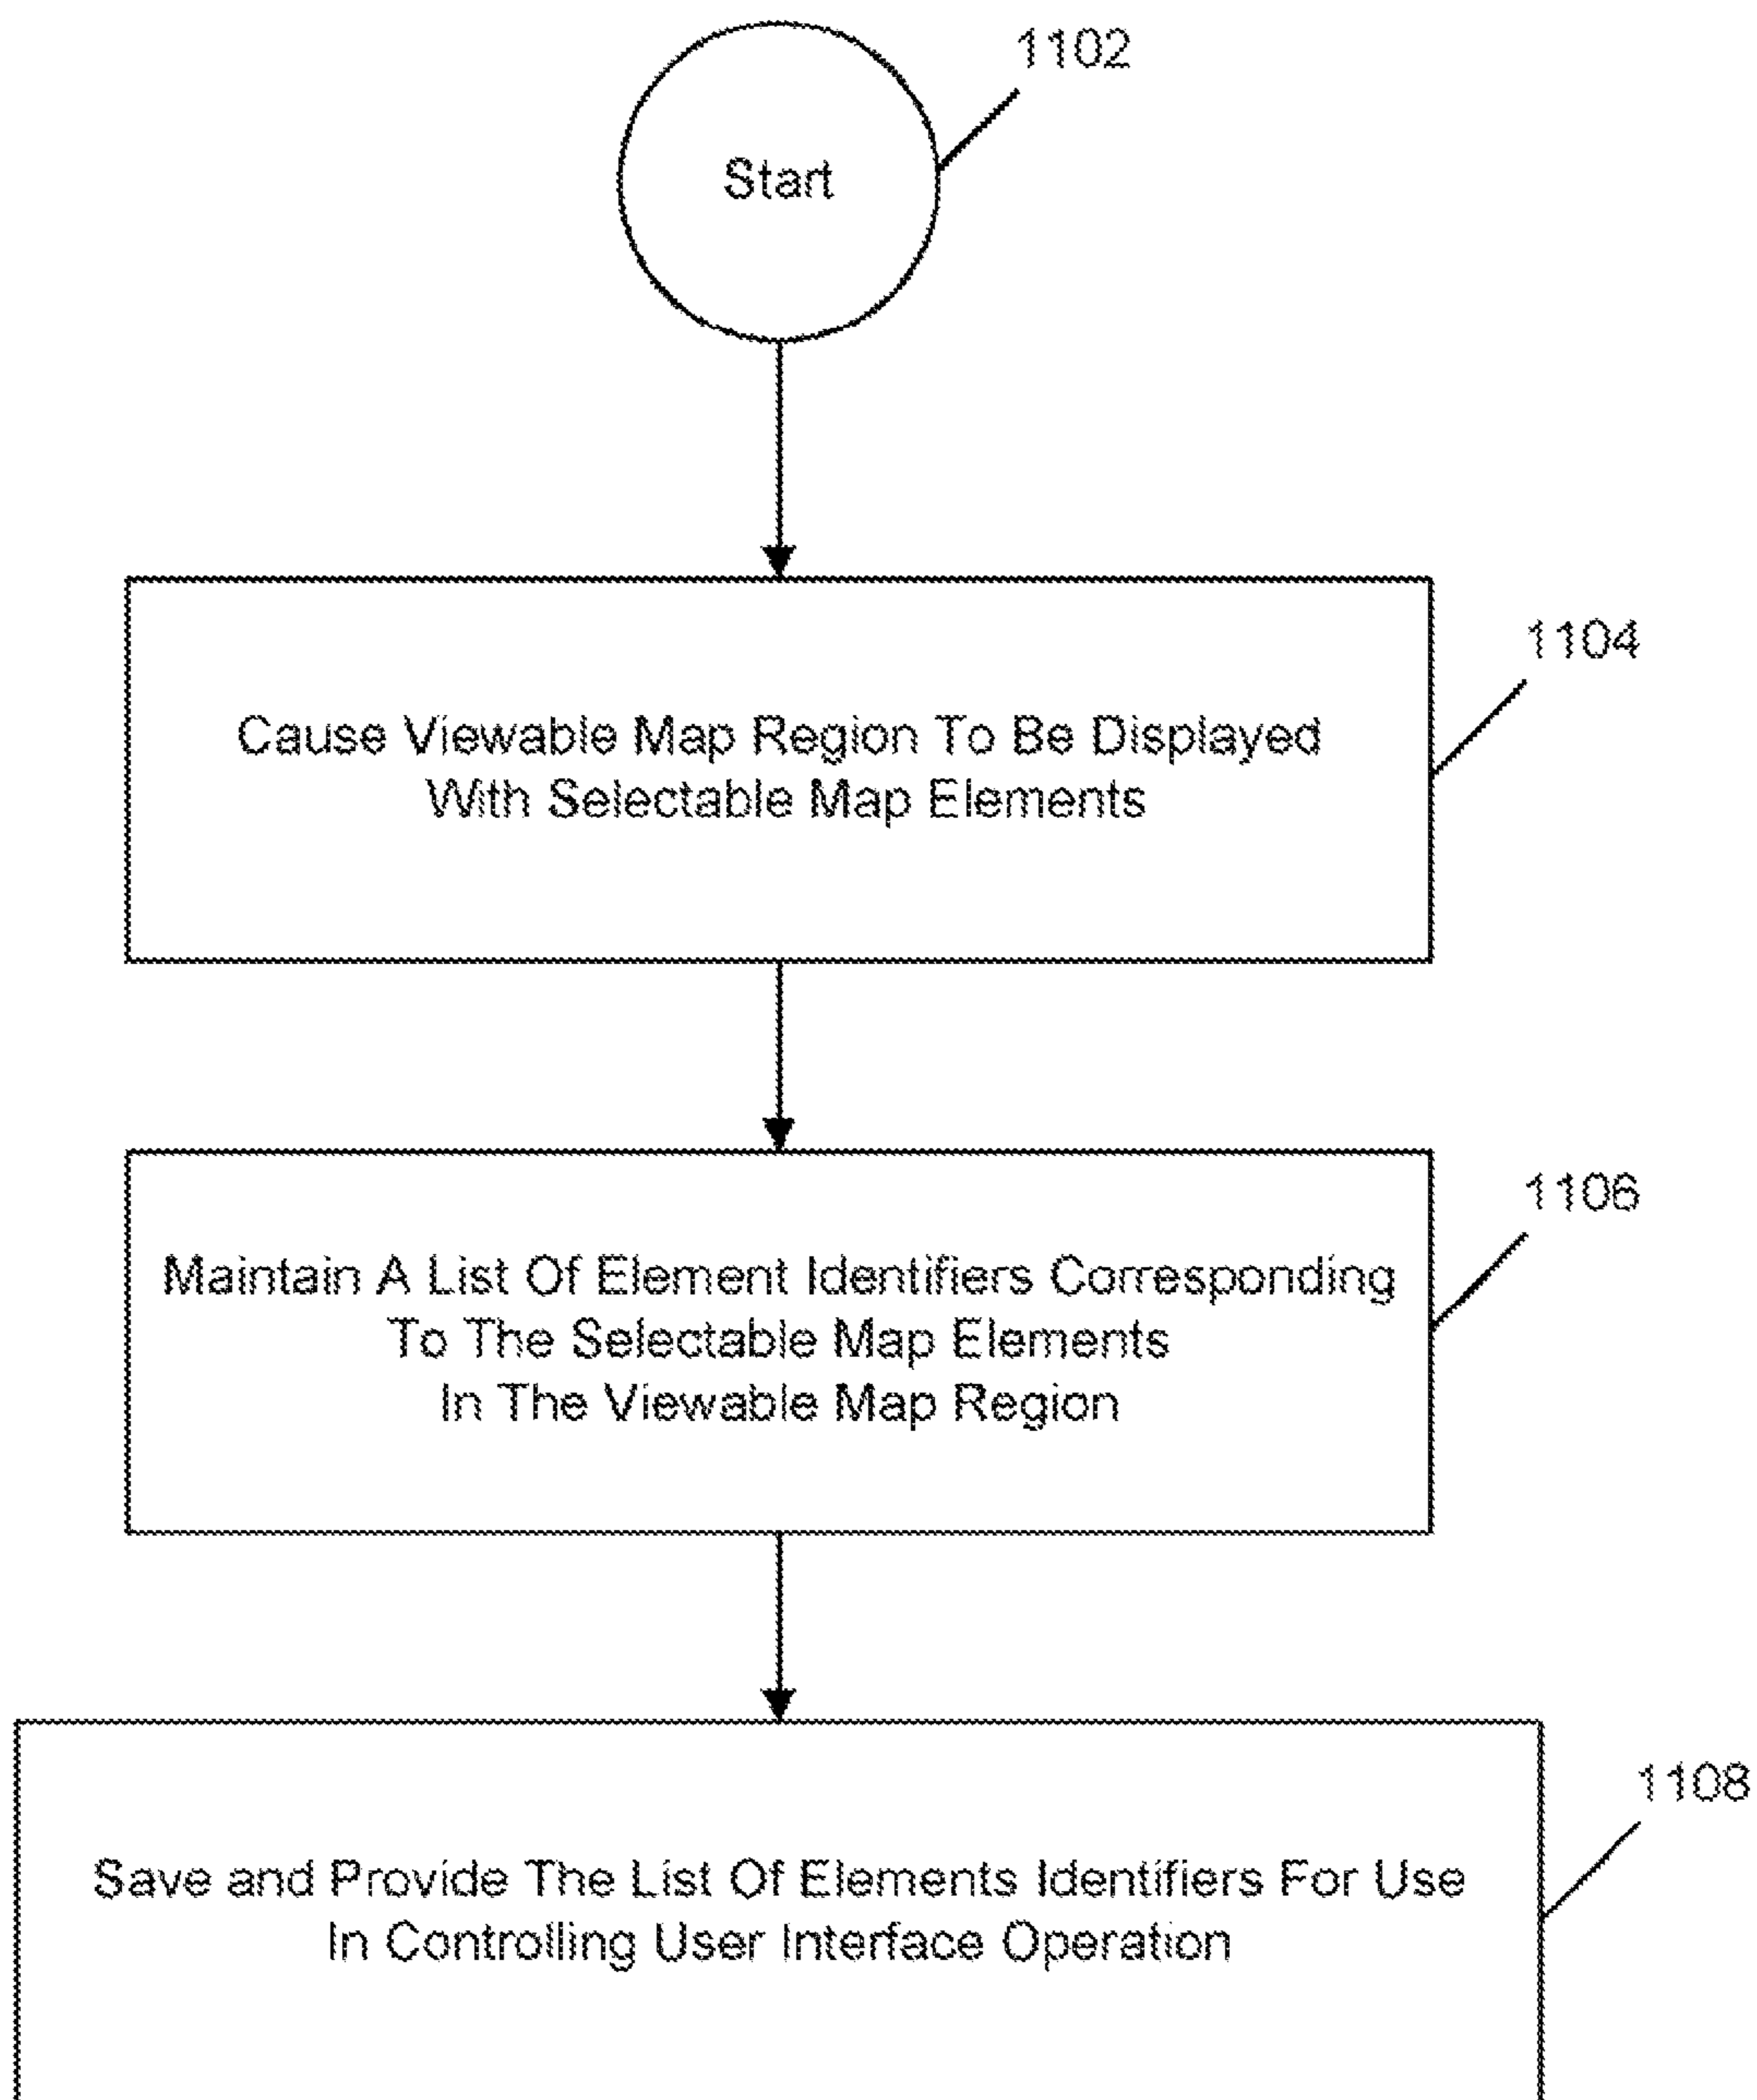 1102
Start
1104
Cause Viewable Map Region To Be Displayed
With Selectable Map Elements
1106
Maintain A List Of Element Identifiers Corresponding
To The Selectable Map Elements
In The Viewable Map Region
1108
Save and Provide The List Of Elements Identifiers For Use
In Controlling User Interface Operation